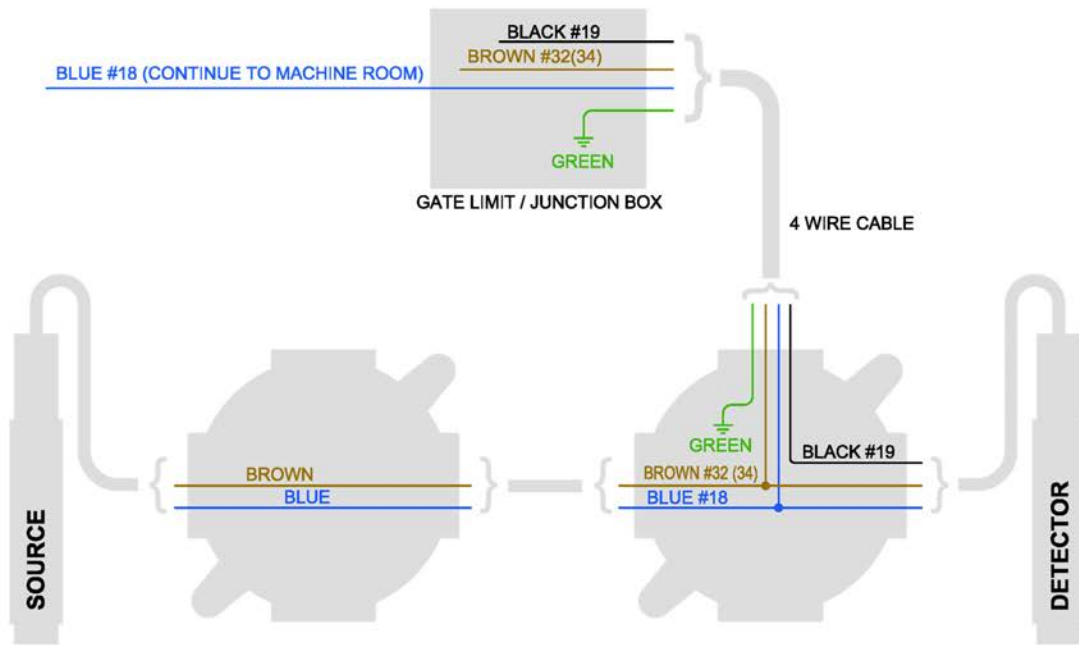 BLACK #19
BROWN #32(34)
BLUE #18 (CONTINUE TO MACHINE ROOM)
GREEN
GATE LIMIT / JUNCTION BOX
4 WIRE CABLE
GREEN
BLACK #19
BROWN
BROWN #32 (34)
BLUE
BLUE #18
SOURCE
DETECTOR